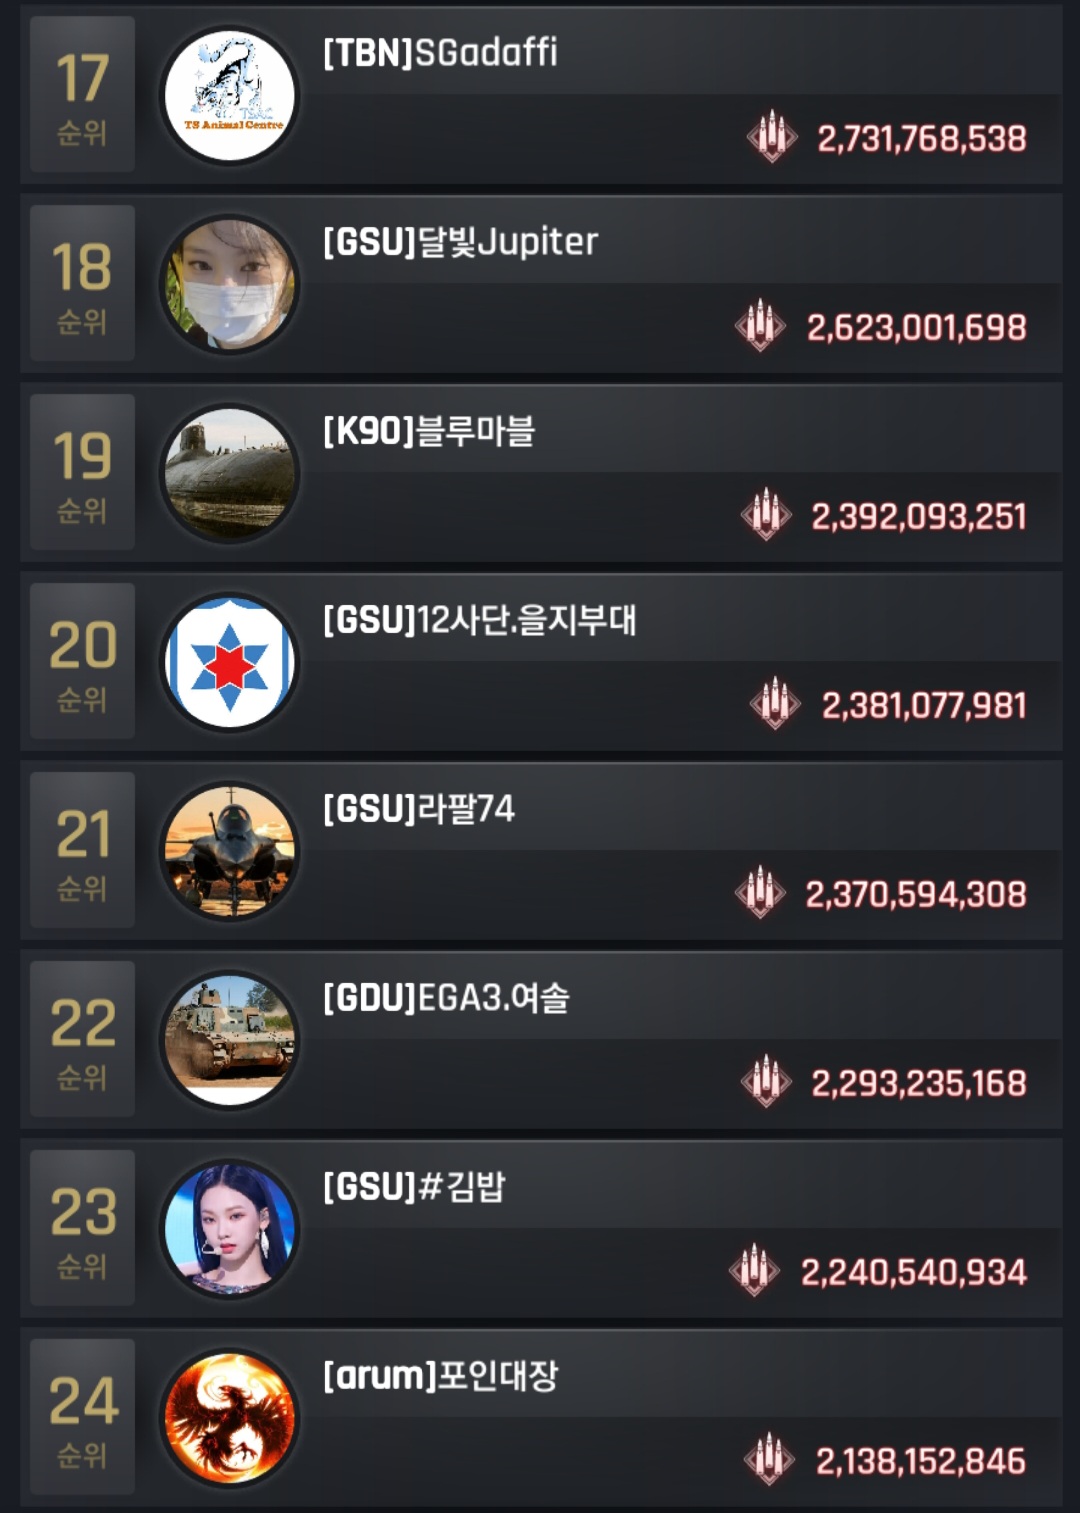 17
순위
TSAC
TS Animal Centre
[TBN]SGadaffi
2,731,768,538
18
순위
[GSU]달빛Jupiter
2,623,001,698
19
순위
[K90]블루마블
2,392,093,251
20
순위
[GSU]12사단.을지부대
2,381,077,981
21
순위
[GSU]라팔74
2,370,594,308
22
순위
[GDU]EGA3.여솔
2,293,235,168
23
순위
[GSU]#김밥
2,240,540,934
24
순위
[arum]포인대장
2,138,152,846